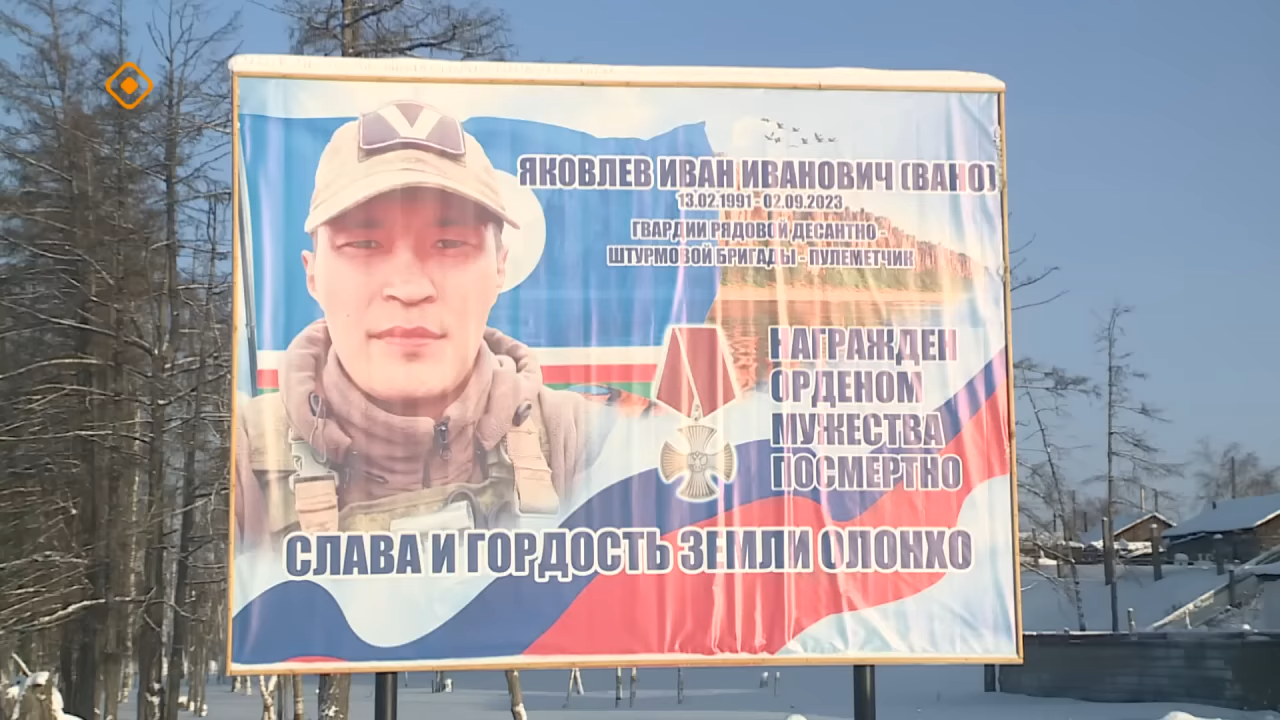 V
ЯКОВЛЕВ ИВАН ИВАНОВИЧ (ВАНО)
13.02.1991 - 02.09.2023
ГВАРДИИ РЯДОВОЙ ДЕСАНТНО -
ШТУРМОВОЙ БРИГАДЫ - ПУЛЕМЕТЧИК
НАГРАЖДЕН
ОРДЕНОМ
МУЖЕСТВА
ПОСМЕРТНО
СЛАВА И ГОРДОСТЬ ЗЕМЛИ ОЛОНХО